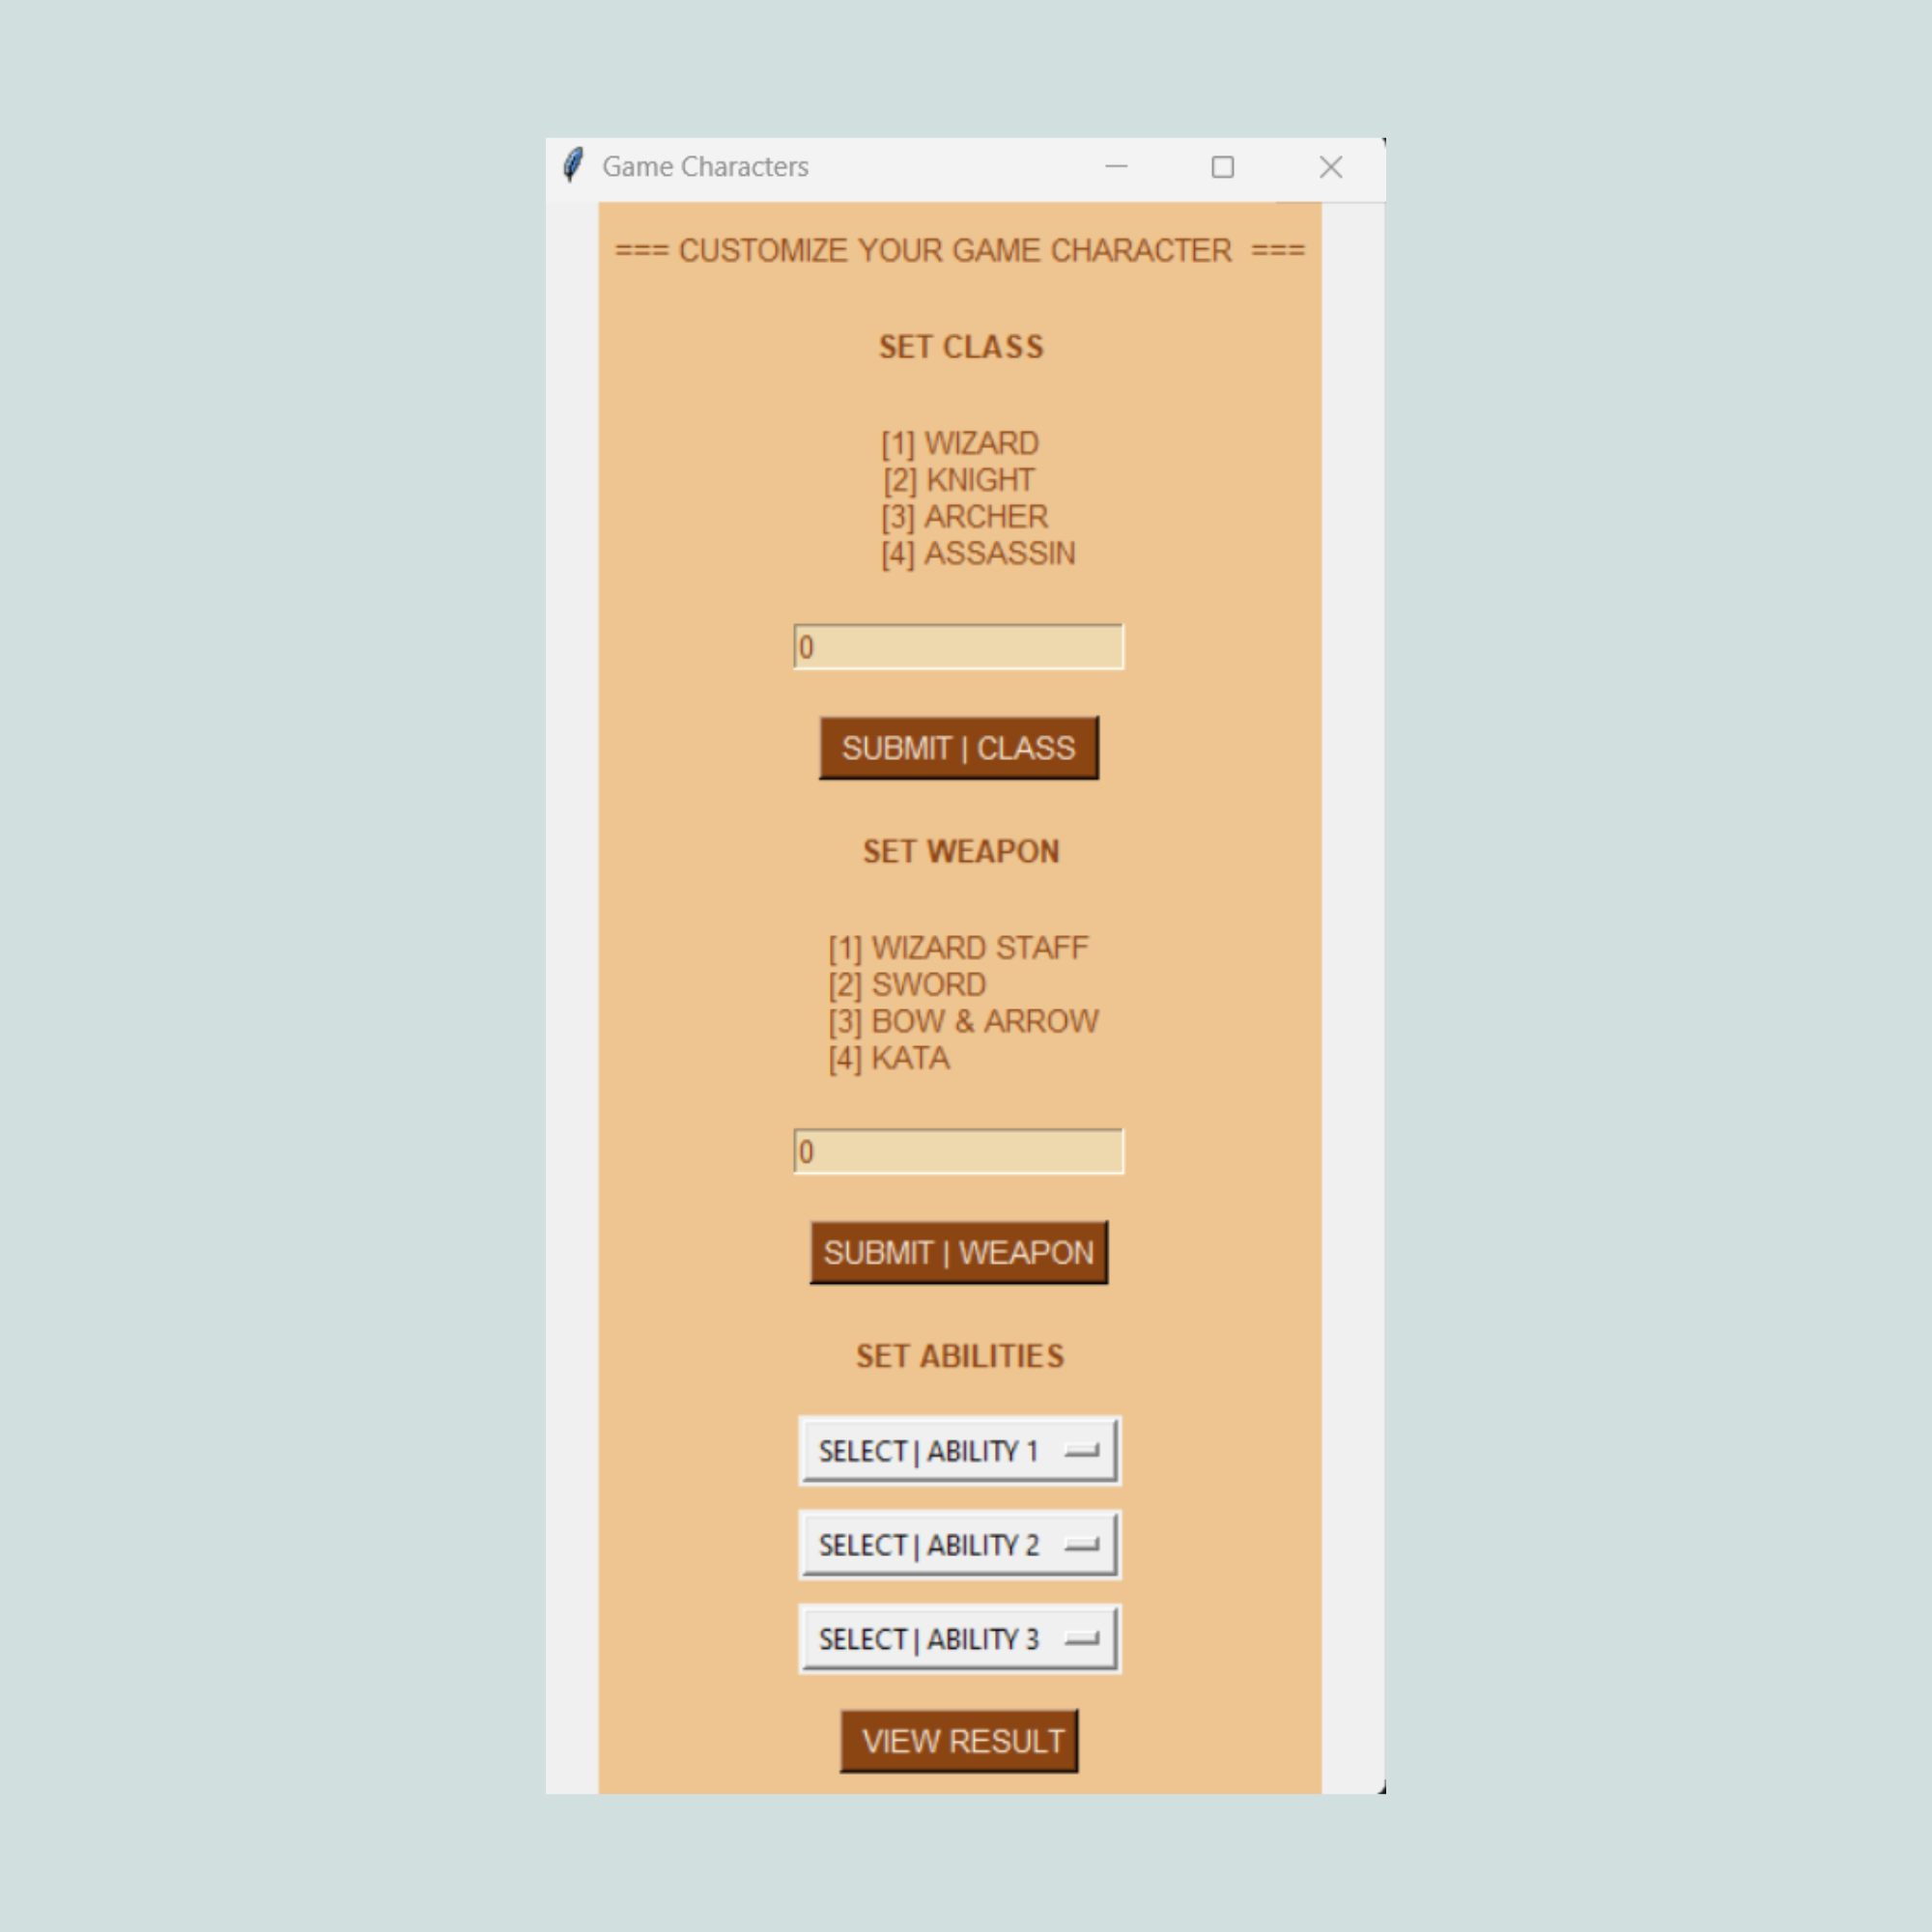 Game Characters
=== CUSTOMIZE YOUR GAME CHARACTER  ===
SET CLASS
[1] WIZARD
[2] KNIGHT
[3] ARCHER
[4] ASSASSIN
0
SUBMIT | CLASS
SET WEAPON
[1] WIZARD STAFF
[2] SWORD
[3] BOW & ARROW
[4] KATA
0
SUBMIT | WEAPON
SET ABILITIES
SELECT | ABILITY 1
SELECT | ABILITY 2
SELECT | ABILITY 3
VIEW RESULT